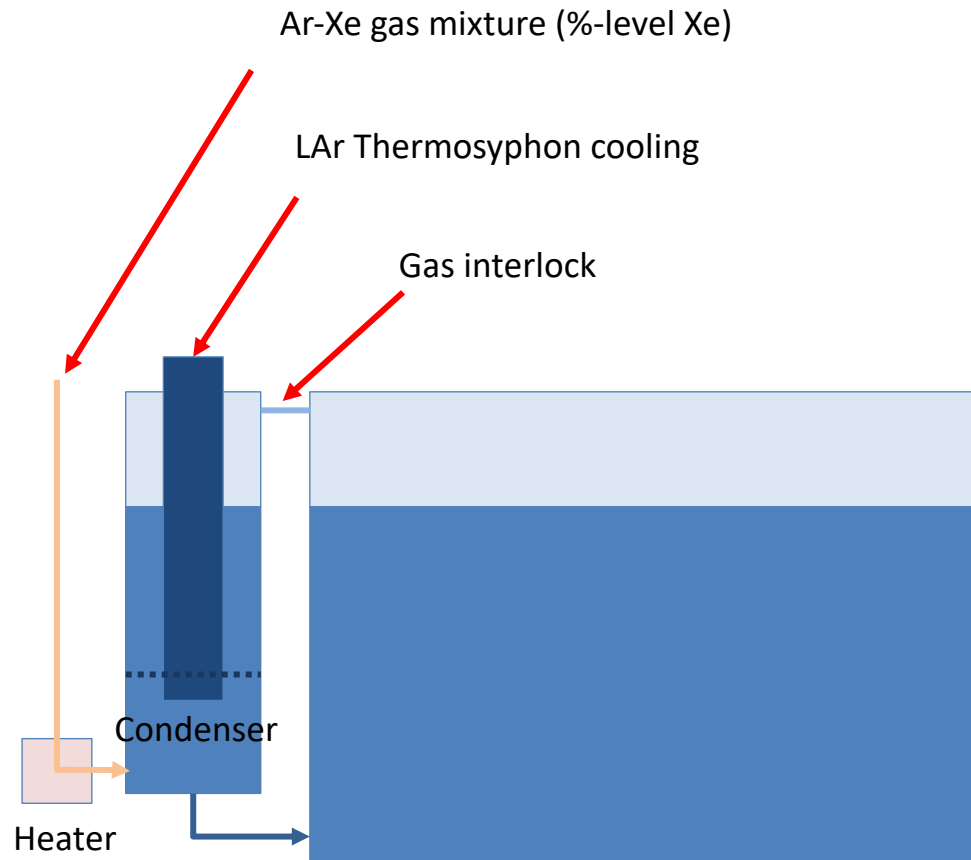 Ar-Xe gas mixture (%-level Xe)
LAr Thermosyphon cooling
Gas interlock
Condenser
Heater